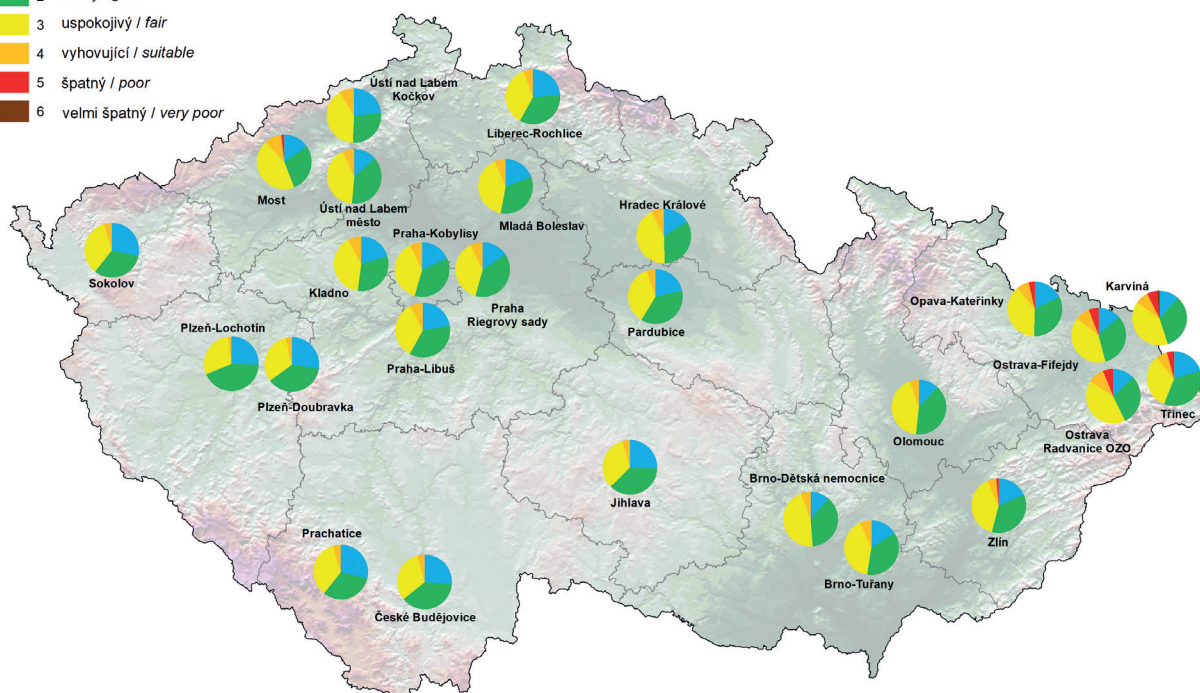 3 uspokojivý / fair
4 vyhovující / suitable
5 špatný / poor
6 velmi špatný / very poor
Ústí nad Labem
Kočkov
Liberec-Rochlice
Most
Ústí nad Labem
město
Mladá Boleslav
Hradec Králové
Sokolov
Praha-Kobylisy
Kladno
Praha
Riegrovy sady
Pardubice
Opava-Kateřinky
Karviná
Plzeň-Lochotín
Praha-Libuš
Ostrava-Fifejdy
Plzeň-Doubravka
Třinec
Olomouc
Ostrava
Radvanice OZO
Brno-Dětská nemocnice
Jihlava
Prachatice
Zlín
Brno-Tuřany
České Budějovice